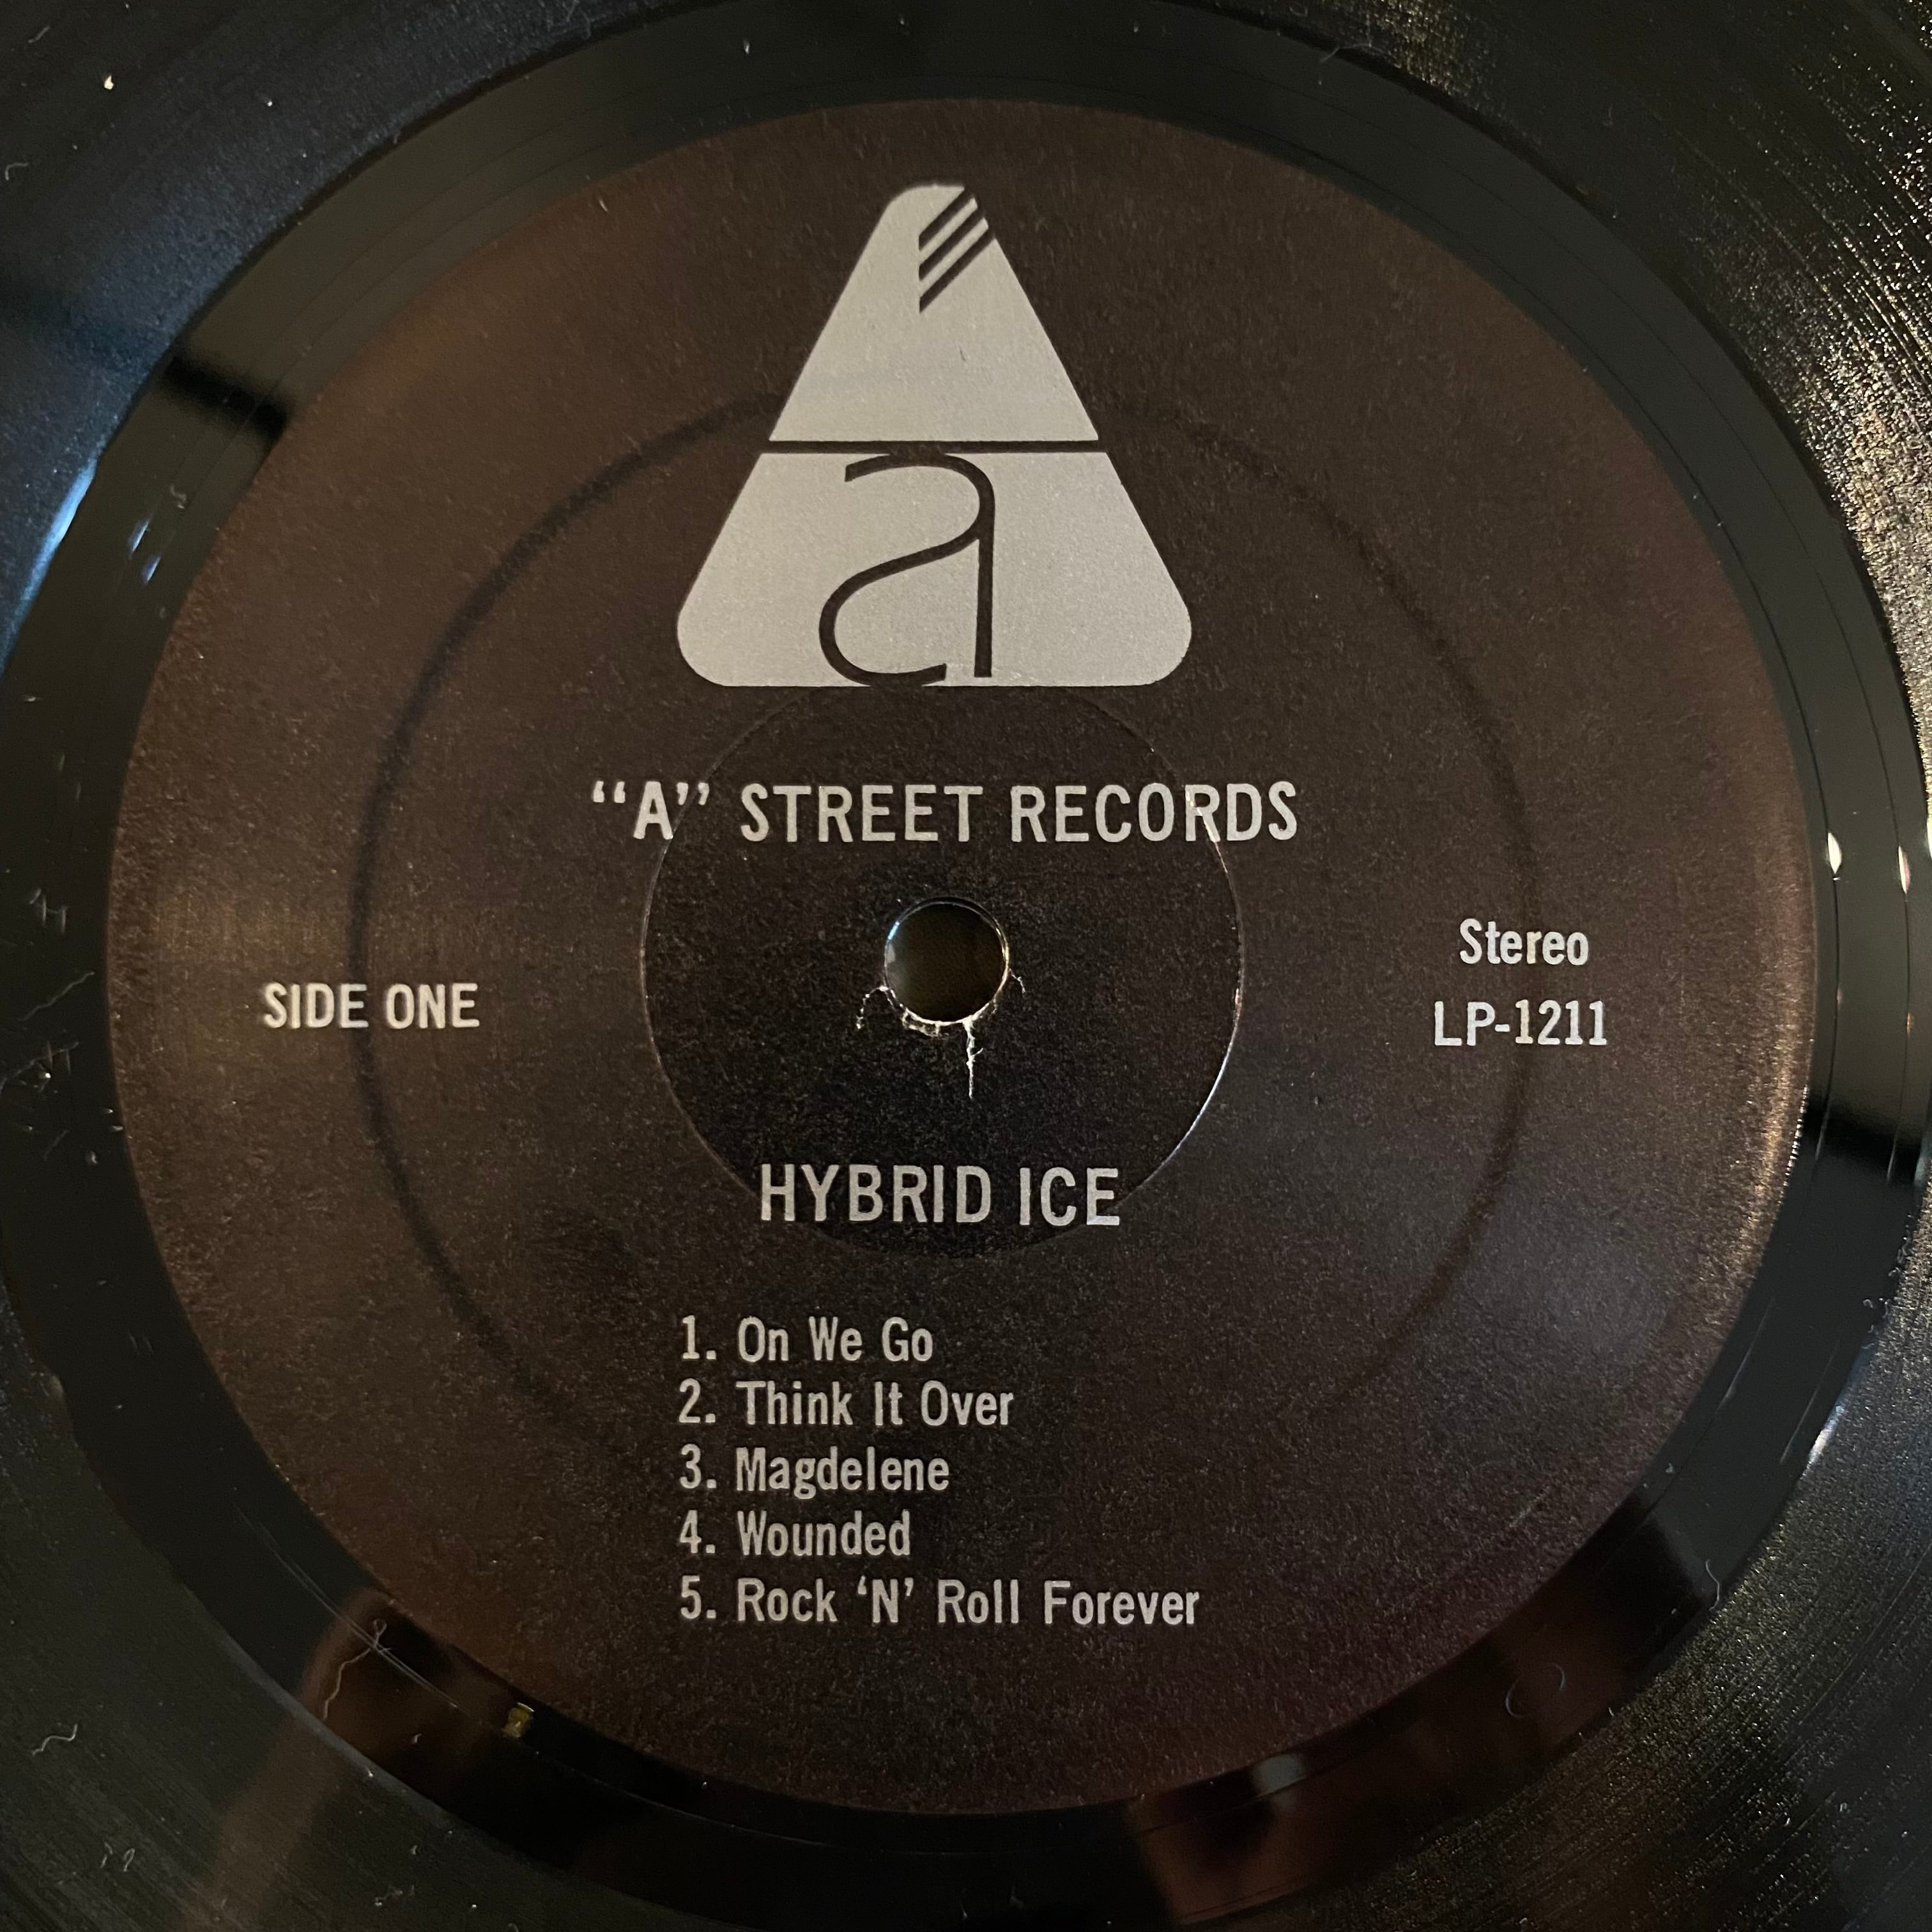 a
“A” STREET RECORDS
Stereo
SIDE ONE
LP-1211
HYBRID ICE
1. On We Go
2. Think It Over
3. Magdelene
4. Wounded
5. Rock ‘N’ Roll Forever